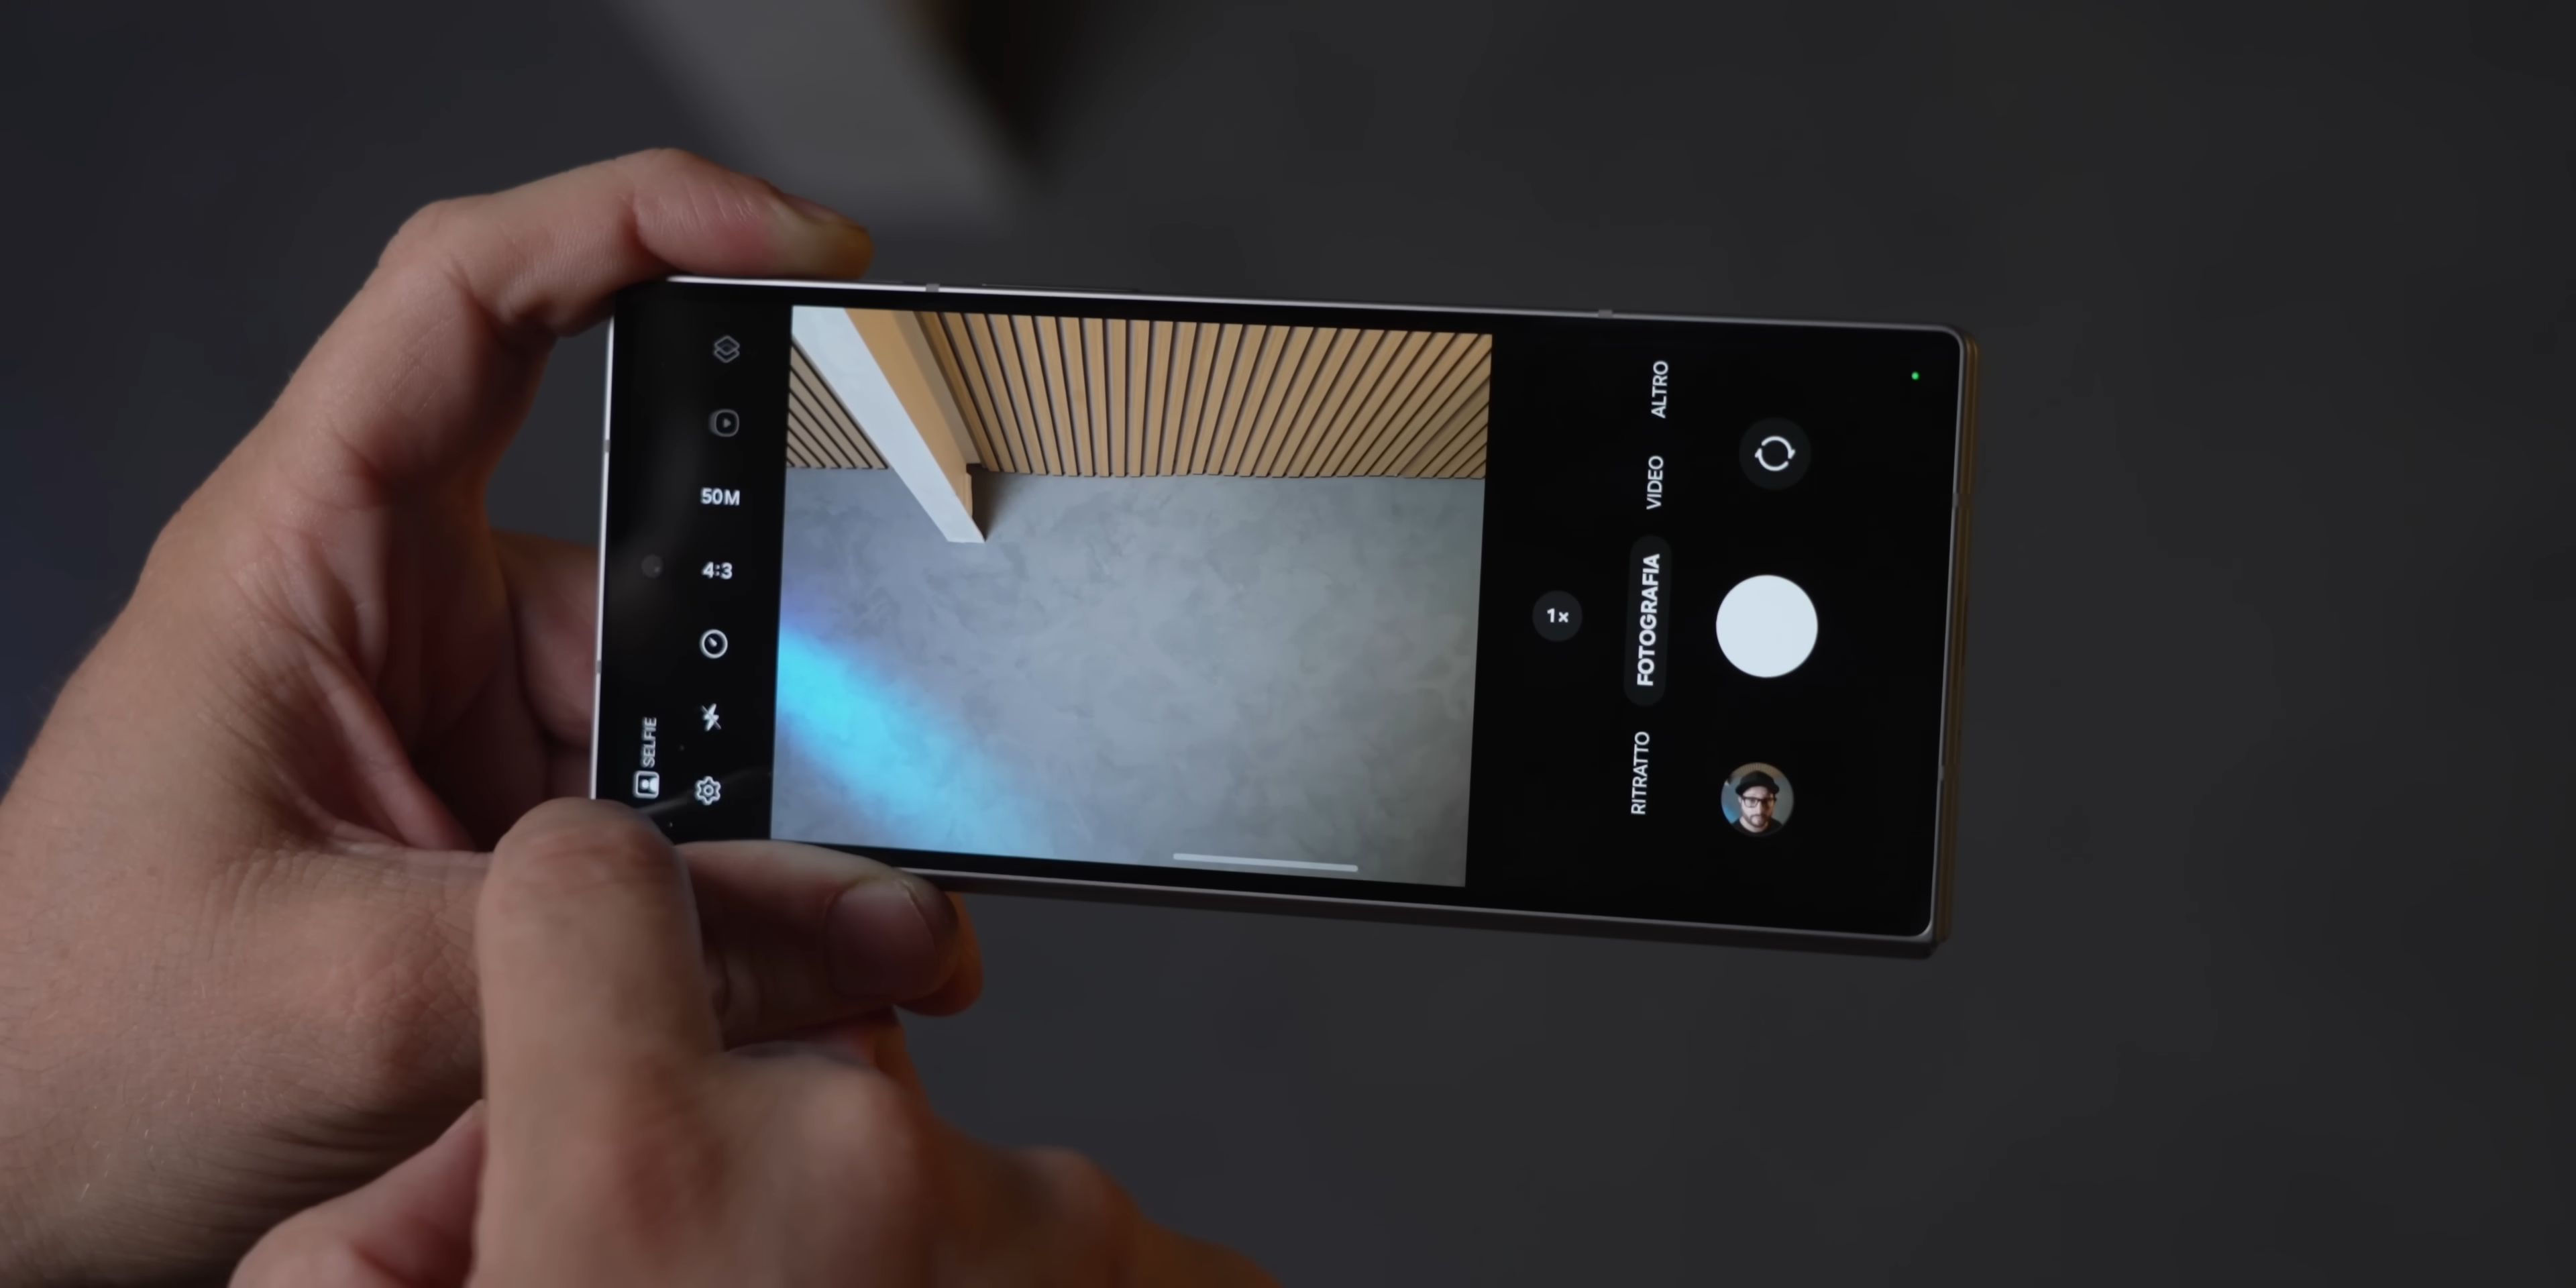 SELFIE
50M
4:3
1x
RITRATTO
FOTOGRAFIA
VIDEO
ALTRO